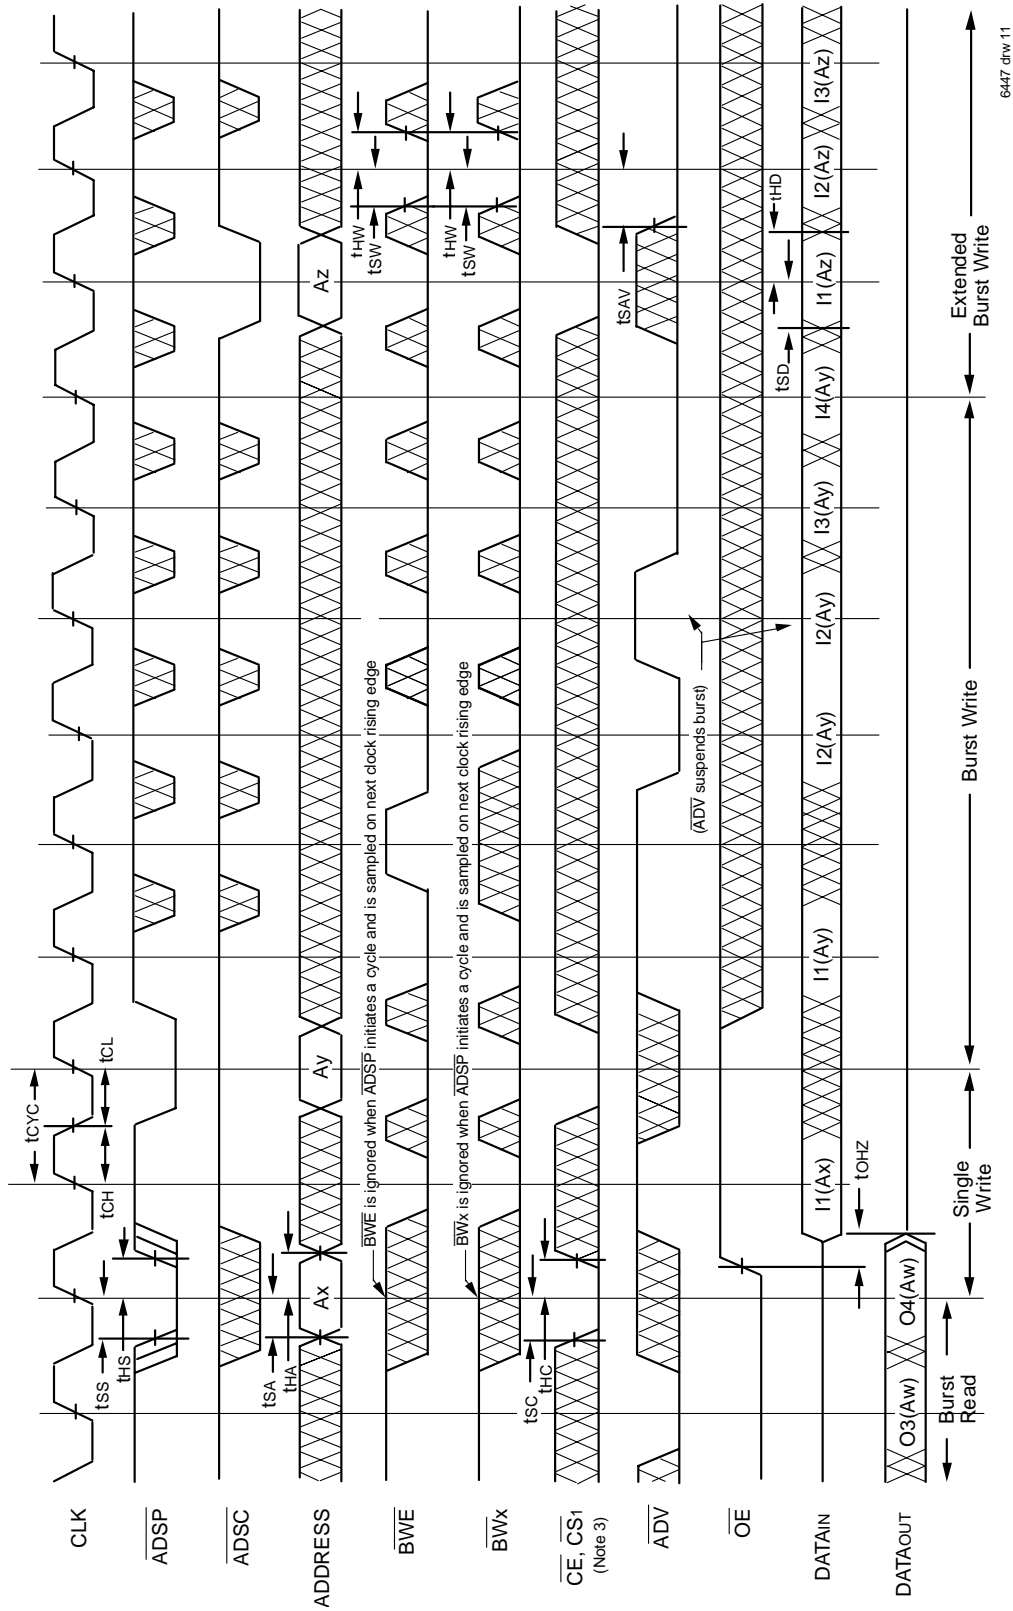 CLK
tCYC
tCH
tCL
ADSP
tSS
tHS
ADSC
ADDRESS
Ax
Ay
Az
tSA
tHA
BWE
BWE is ignored when ADSP initiates a cycle and is sampled on next clock rising edge
tHW
tSW
BWx
BWx is ignored when ADSP initiates a cycle and is sampled on next clock rising edge
tHW
tSW
CE, CS1
(Note 3)
tSC
tHC
ADV
tSAV
(ADV suspends burst)
OE
DATAIN
I1(Ax)
I1(Ay)
I2(Ay)
I2(Ay)
I3(Ay)
I4(Ay)
I1(Az)
I2(Az)
I3(Az)
tSD
tHD
tOHZ
DATAOUT
O3(Aw)
O4(Aw)
Burst
Read
Single
Write
Burst Write
Extended
Burst Write
6447 drw 11